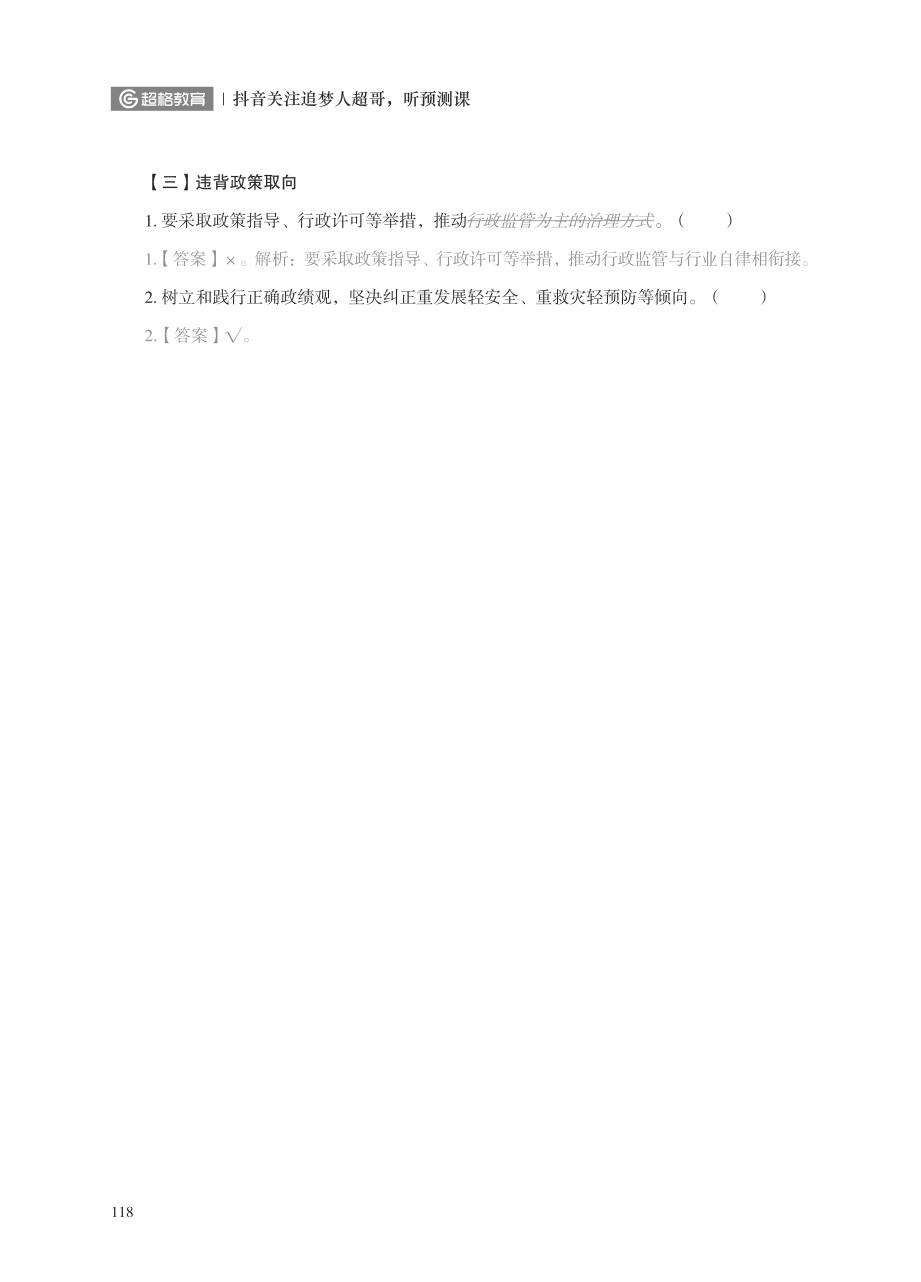 超格教育 | 抖音关注追梦人超哥，听预测课
【三】违背政策取向
1. 要采取政策指导、行政许可等举措，推动行政监管为主的治理方式。（　　）
1.【答案】×。解析：要采取政策指导、行政许可等举措，推动行政监管与行业自律相衔接。
2. 树立和践行正确政绩观，坚决纠正重发展轻安全、重救灾轻预防等倾向。（　　）
2.【答案】√。
118